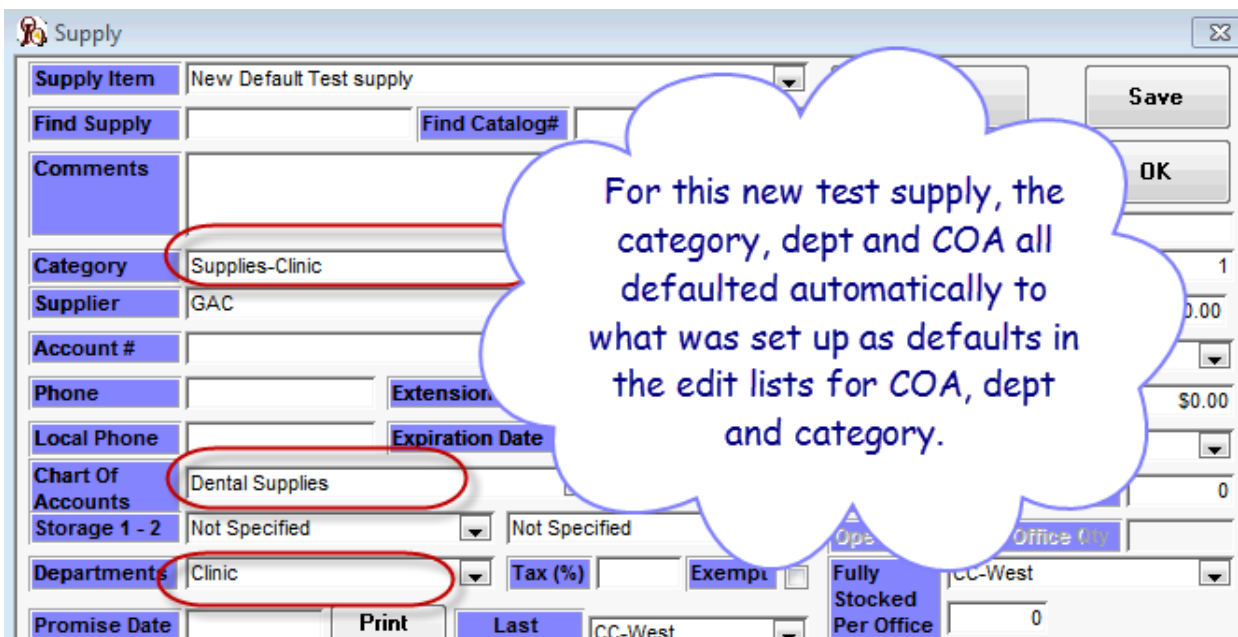 Supply
Supply Item New Default Test supply
Save
Find Supply Find Catalog#
Comments
OK
For this new test supply, the
category, dept and COA all
defaulted automatically to
what was set up as defaults in
the edit lists for COA, dept
and category.
Category Supplies-Clinic 1
Supplier GAC 0.00
Account #
Phone Extension $0.00
Local Phone Expiration Date
Chart Of
Accounts Dental Supplies 0
Storage 1 - 2 Not Specified Not Specified
Office Qty
Departments Clinic Tax (%) Exempt Fully CC-West
Stocked
Per Office 0
Promise Date Print Last CC-West